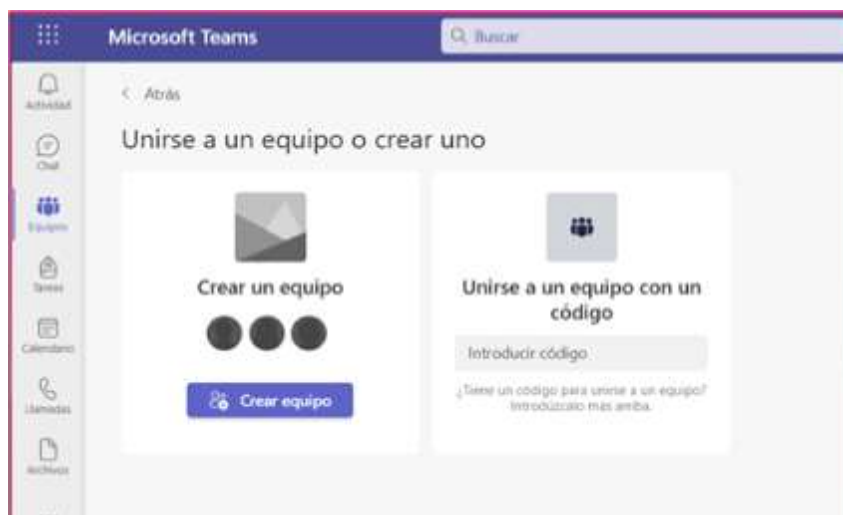 Microsoft Teams
Buscar
Actividad
Chat
Equipos
Tareas
Calendario
Llamadas
Archivos
< Atrás
Unirse a un equipo o crear uno
Crear un equipo
Crear equipo
Unirse a un equipo con un
código
Introducir código
¿Tiene un código para unirse a un equipo?
Introdúzcalo más arriba.